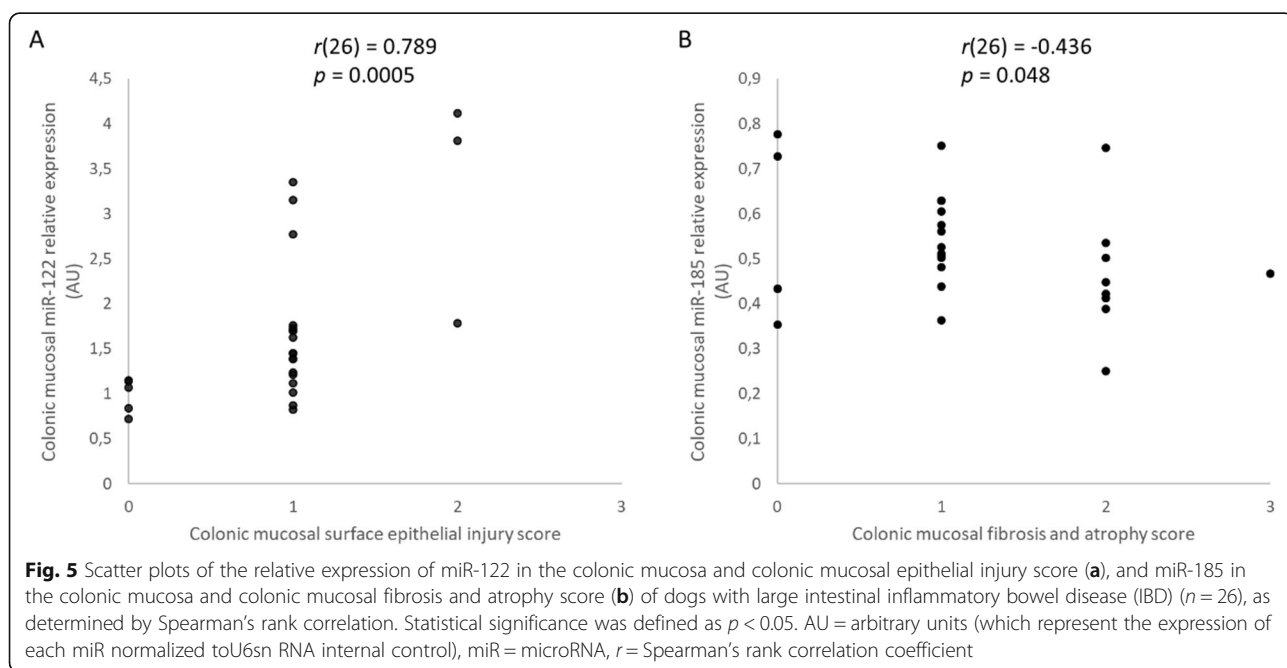 A
r(26) = 0.789
p = 0.0005
4,5
4
3,5
3
2,5
2
1,5
1
0,5
0
Colonic mucosal miR-122 relative expression
(AU)
0
1
2
3
Colonic mucosal surface epithelial injury score
B
r(26) = -0.436
p = 0.048
0,9
0,8
0,7
0,6
0,5
0,4
0,3
0,2
0,1
0
Colonic mucosal miR-185 relative expression
(AU)
0
1
2
3
Colonic mucosal fibrosis and atrophy score
Fig. 5 Scatter plots of the relative expression of miR-122 in the colonic mucosa and colonic mucosal epithelial injury score (a), and miR-185 in
the colonic mucosa and colonic mucosal fibrosis and atrophy score (b) of dogs with large intestinal inflammatory bowel disease (IBD) (n = 26), as
determined by Spearman's rank correlation. Statistical significance was defined as p < 0.05. AU = arbitrary units (which represent the expression of
each miR normalized toU6sn RNA internal control), miR = microRNA, r = Spearman's rank correlation coefficient